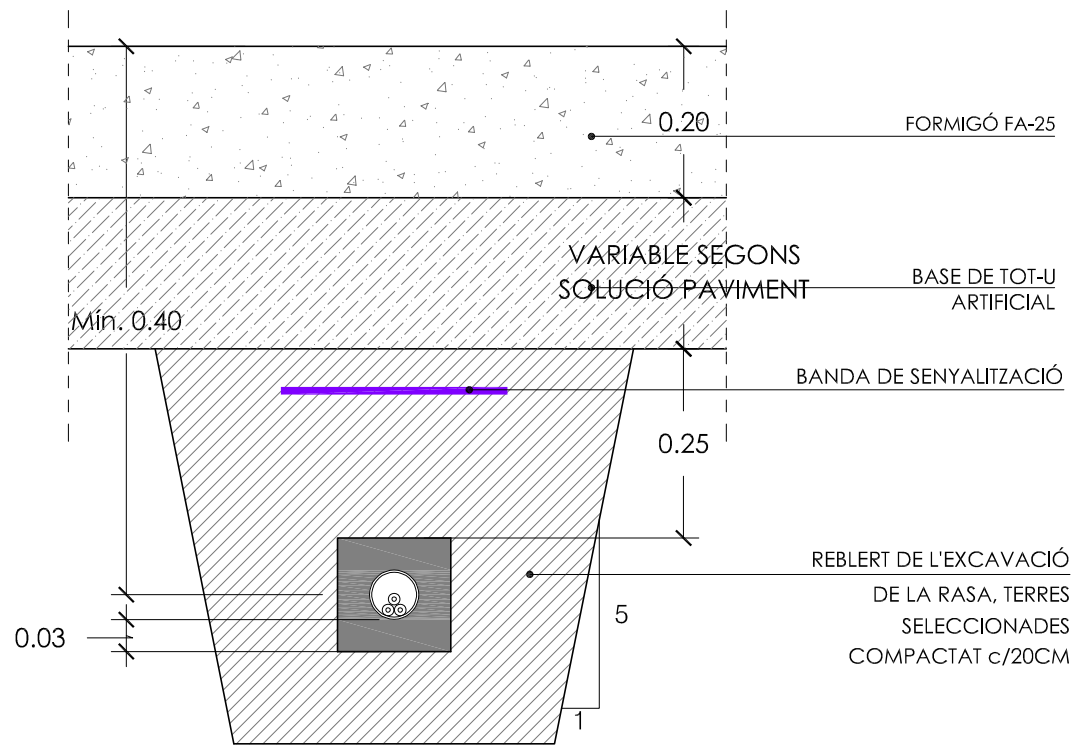 0.20
FORMIGÓ FA-25
VARIABLE SEGONS
SOLUCIÓ PAVIMENT
BASE DE TOT-U
ARTIFICIAL
Mín. 0.40
BANDA DE SENYALITZACIÓ
0.25
REBLERT DE L'EXCAVACIÓ
DE LA RASA, TERRES
SELECCIONADES
COMPACTAT c/20CM
5
0.03
1